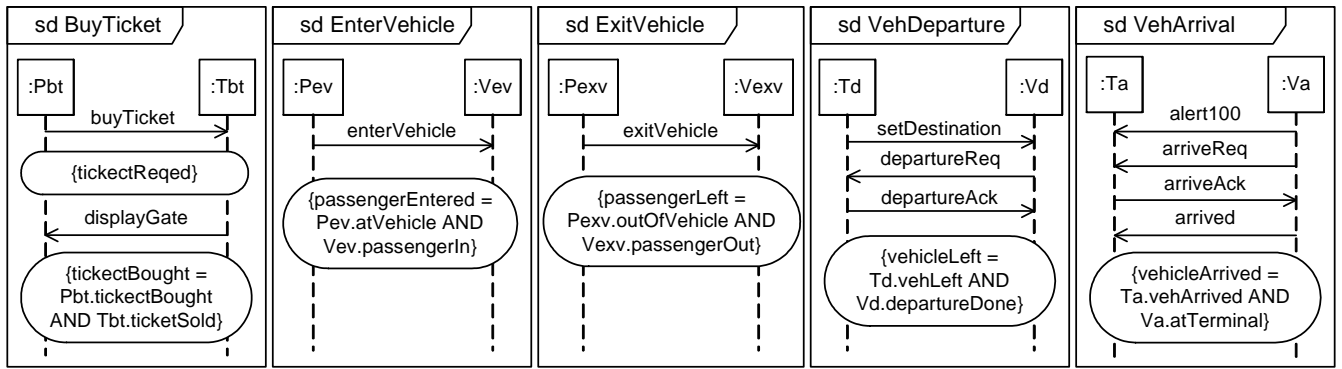 sd BuyTicket
:Pbt
:Tbt
buyTicket
{tickectReqed}
displayGate
{tickectBought =
Pbt.tickectBought
AND Tbt.ticketSold}
sd EnterVehicle
:Pev
:Vev
enterVehicle
{passengerEntered =
Pev.atVehicle AND
Vev.passengerIn}
sd ExitVehicle
:Pexv
:Vexv
exitVehicle
{passengerLeft =
Pexv.outOfVehicle AND
Vexv.passengerOut}
sd VehDeparture
:Td
:Vd
setDestination
departureReq
departureAck
{vehicleLeft =
Td.vehLeft AND
Vd.departureDone}
sd VehArrival
:Ta
:Va
alert100
arriveReq
arriveAck
arrived
{vehicleArrived =
Ta.vehArrived AND
Va.atTerminal}